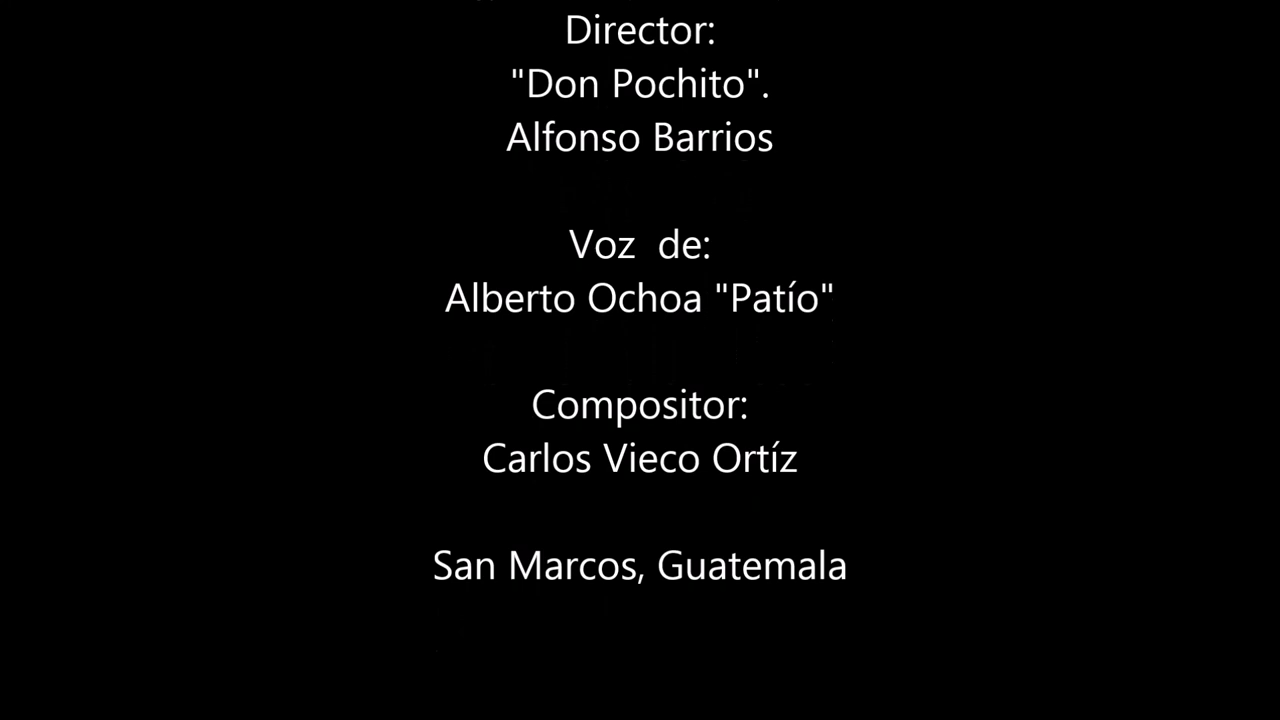 Director:
"Don Pochito".
Alfonso Barrios
Voz  de:
Alberto Ochoa "Patío"
Compositor:
Carlos Vieco Ortíz
San Marcos, Guatemala